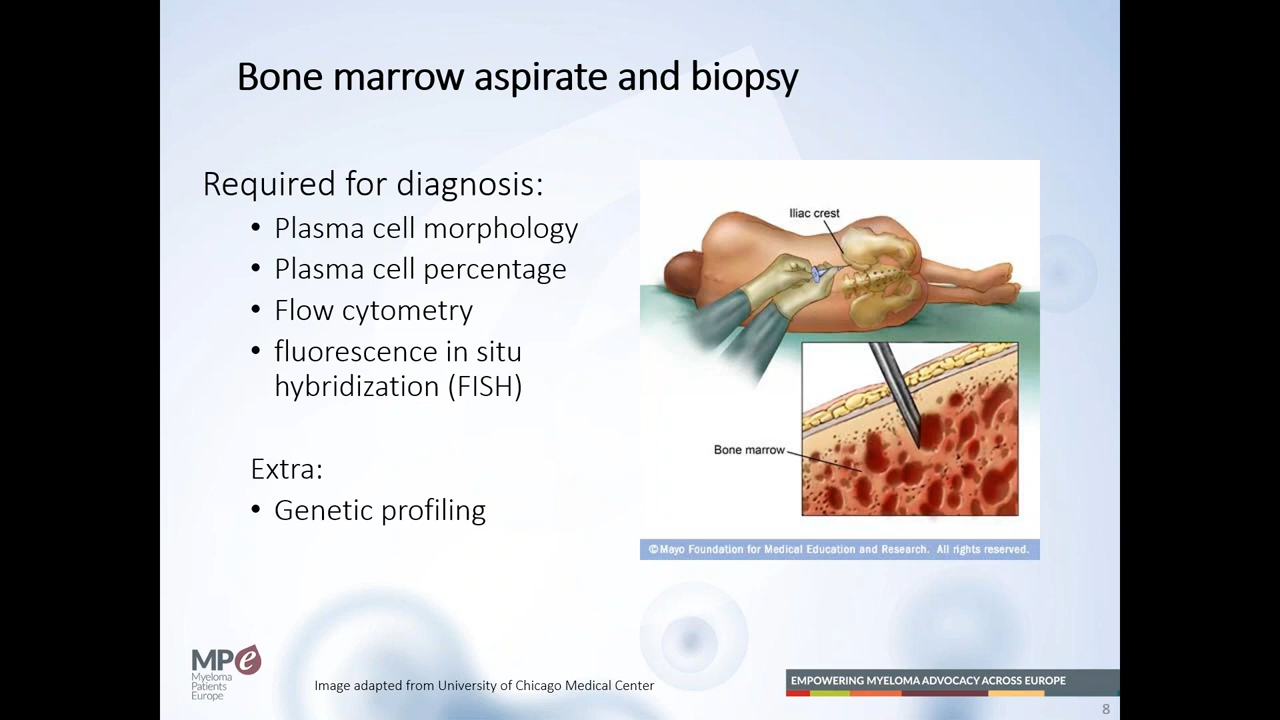 Bone marrow aspirate and biopsy
Required for diagnosis:
• Plasma cell morphology
• Plasma cell percentage
• Flow cytometry
• fluorescence in situ
hybridization (FISH)
Extra:
• Genetic profiling
Iliac crest
Bone marrow
©Mayo Foundation for Medical Education and Research. All rights reserved.
MPe
Myeloma
Patients
Europe
Image adapted from University of Chicago Medical Center
EMPOWERING MYELOMA ADVOCACY ACROSS EUROPE
8